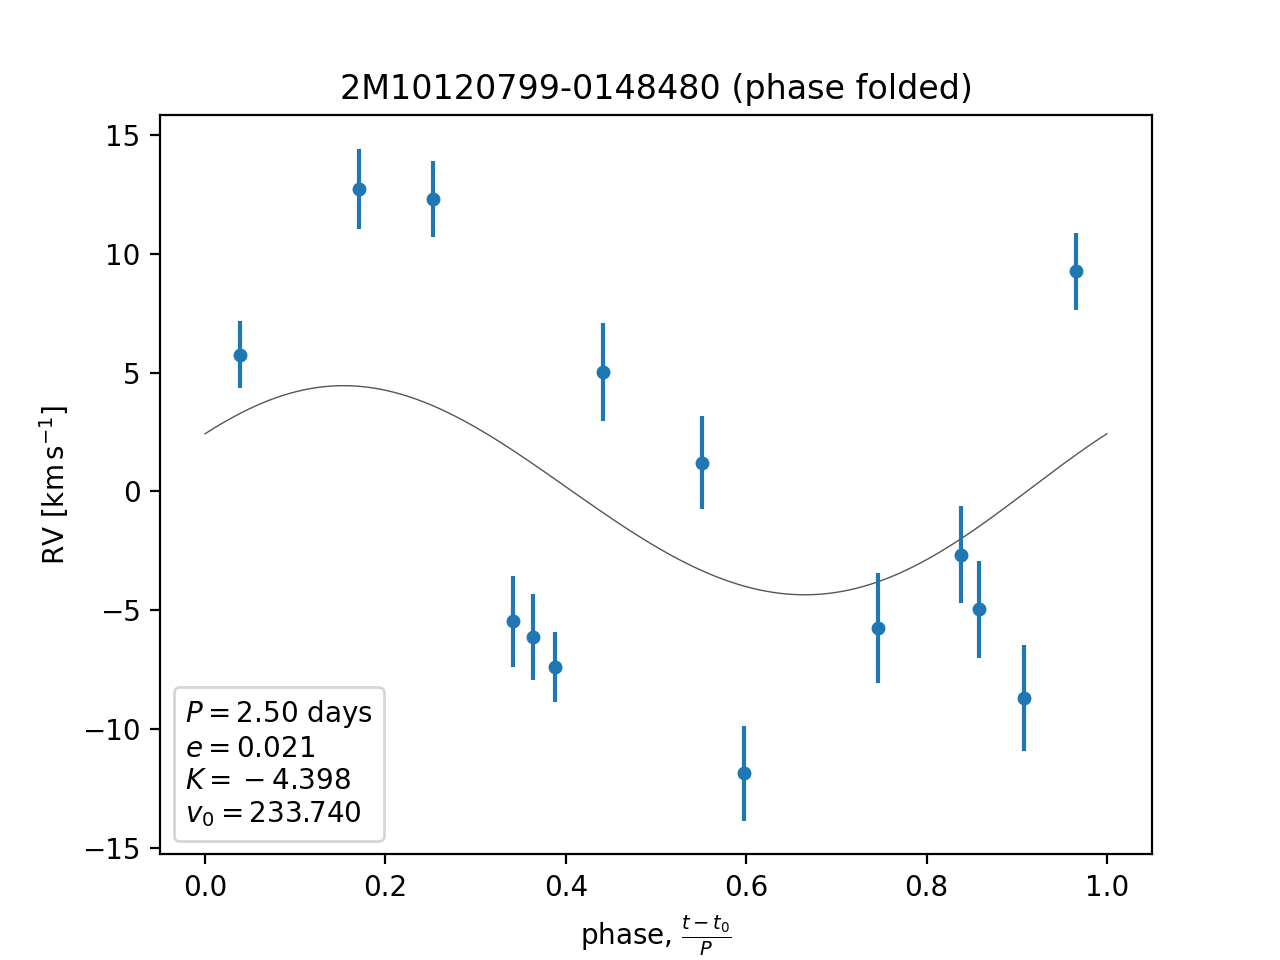 2M10120799-0148480 (phase folded)
15
10
5
0
−5
−10
−15
RV [km s⁻¹]
P = 2.50 days
e = 0.021
K = − 4.398
v₀ = 233.740
0.0 0.2 0.4 0.6 0.8 1.0
phase, (t − t₀)/P